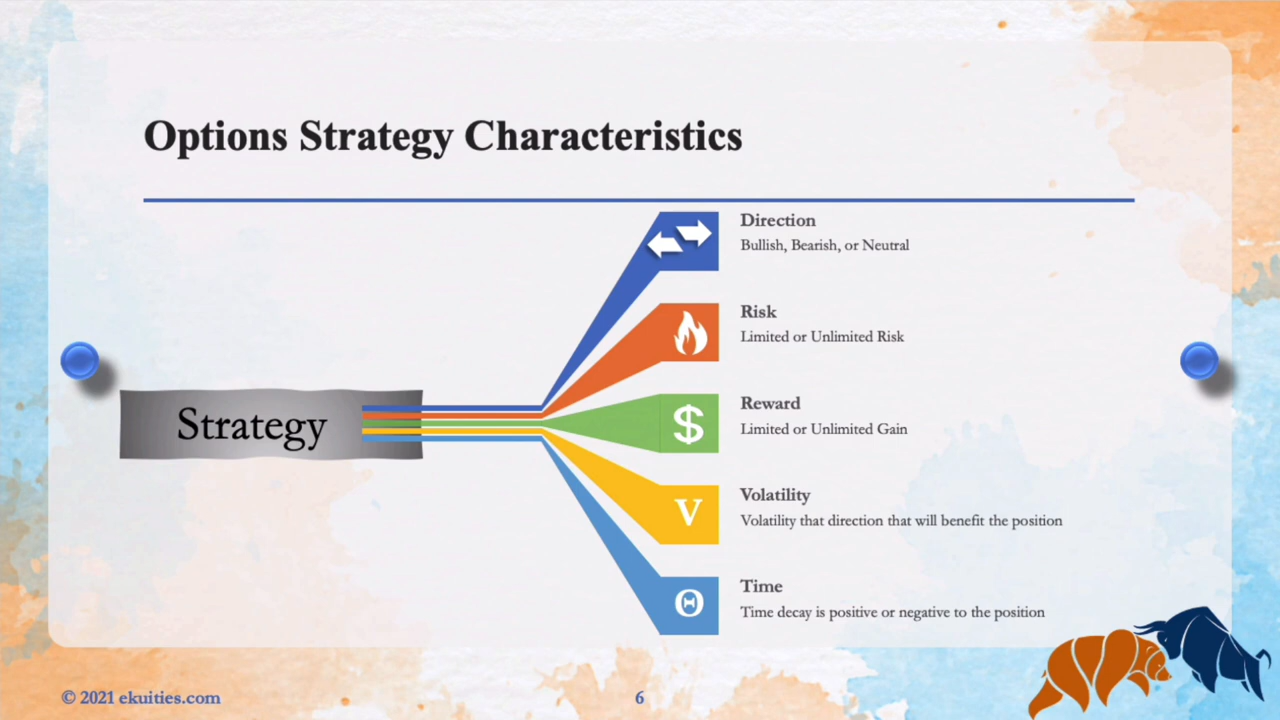 Options Strategy Characteristics
Strategy
Direction
Bullish, Bearish, or Neutral
Risk
Limited or Unlimited Risk
$
Reward
Limited or Unlimited Gain
V
Volatility
Volatility that direction that will benefit the position
Θ
Time
Time decay is positive or negative to the position
© 2021 ekuities.com
6